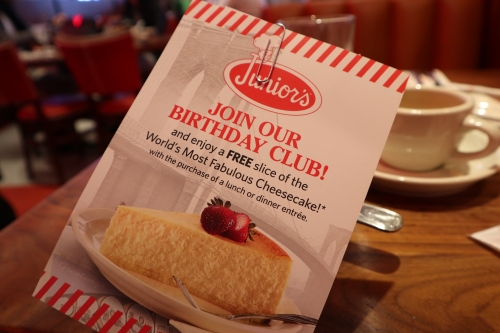 Junior's
JOIN OUR
BIRTHDAY CLUB!
and enjoy a FREE slice of the
World's Most Fabulous Cheesecake!*
with the purchase of a lunch or dinner entrée.